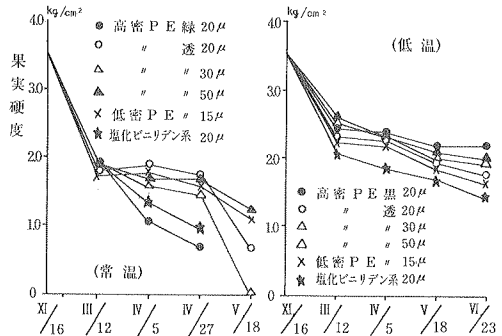 kg/cm²
4.0
3.0
2.0
1.0
0
果実硬度
高密PE緑 20μ
〃 透 20μ
〃 〃 30μ
〃 〃 50μ
低密PE 〃 15μ
塩化ビニリデン系 20μ
(常温)
XI/16 III/12 IV/5 IV/27 V/18
kg/cm²
4.0
3.0
2.0
1.0
0
(低温)
高密PE黒 20μ
〃 透 20μ
〃 〃 30μ
〃 〃 50μ
低密PE 〃 15μ
塩化ビニリデン系 20μ
XI/16 III/12 IV/5 V/18 VI/23